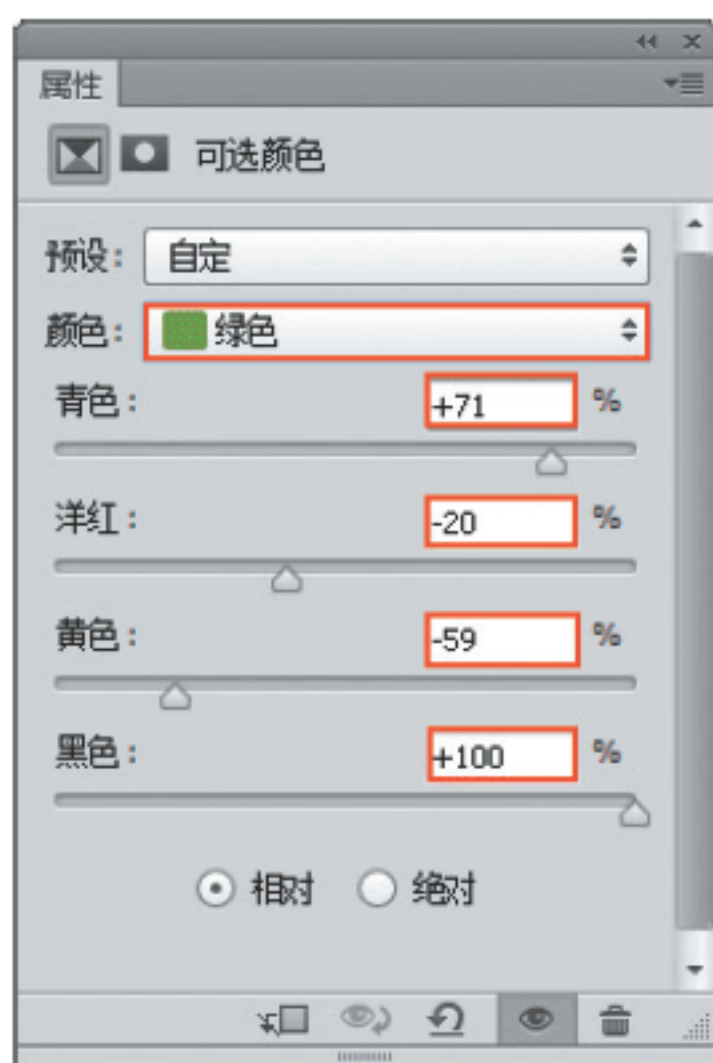 属性
可选颜色
预设： 自定
颜色： 绿色
青色： +71 %
洋红： -20 %
黄色： -59 %
黑色： +100 %
相对 绝对